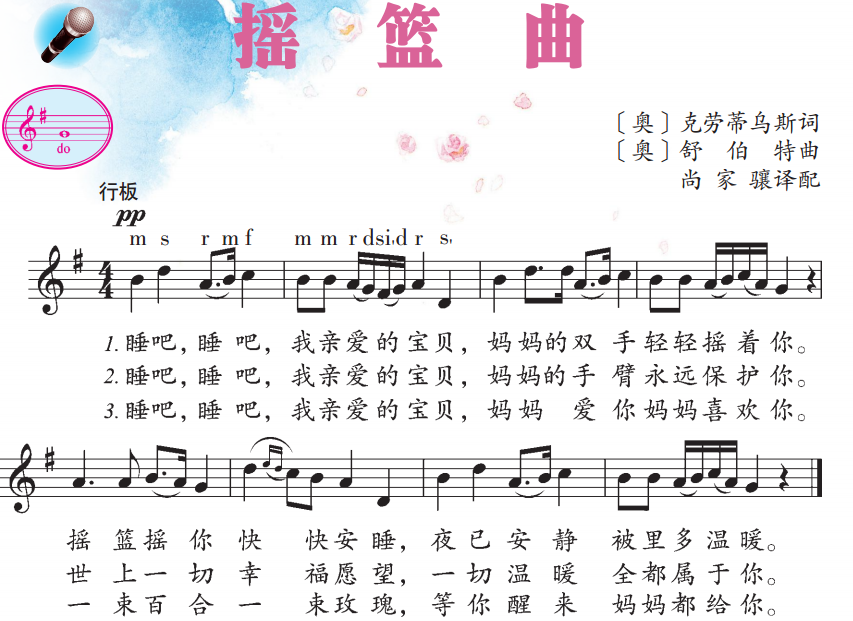 摇 篮 曲
do
〔奥〕克劳蒂乌斯词
〔奥〕舒 伯 特曲
尚 家 骧译配
行板
pp
m s r m f m m r d si, d r s,
4
4
1. 睡吧，睡 吧，我亲爱的宝贝，妈妈的双 手轻轻摇着你。
2. 睡吧，睡 吧，我亲爱的宝贝，妈妈的手 臂永远保护你。
3. 睡吧，睡 吧，我亲爱的宝贝，妈妈 爱 你妈妈喜欢你。
摇 篮摇 你 快 快安睡，夜已安静 被里多温暖。
世 上一 切 幸 福愿望，一切温暖 全都属于你。
一 束百 合 一 束玫瑰，等你醒来 妈妈都给你。